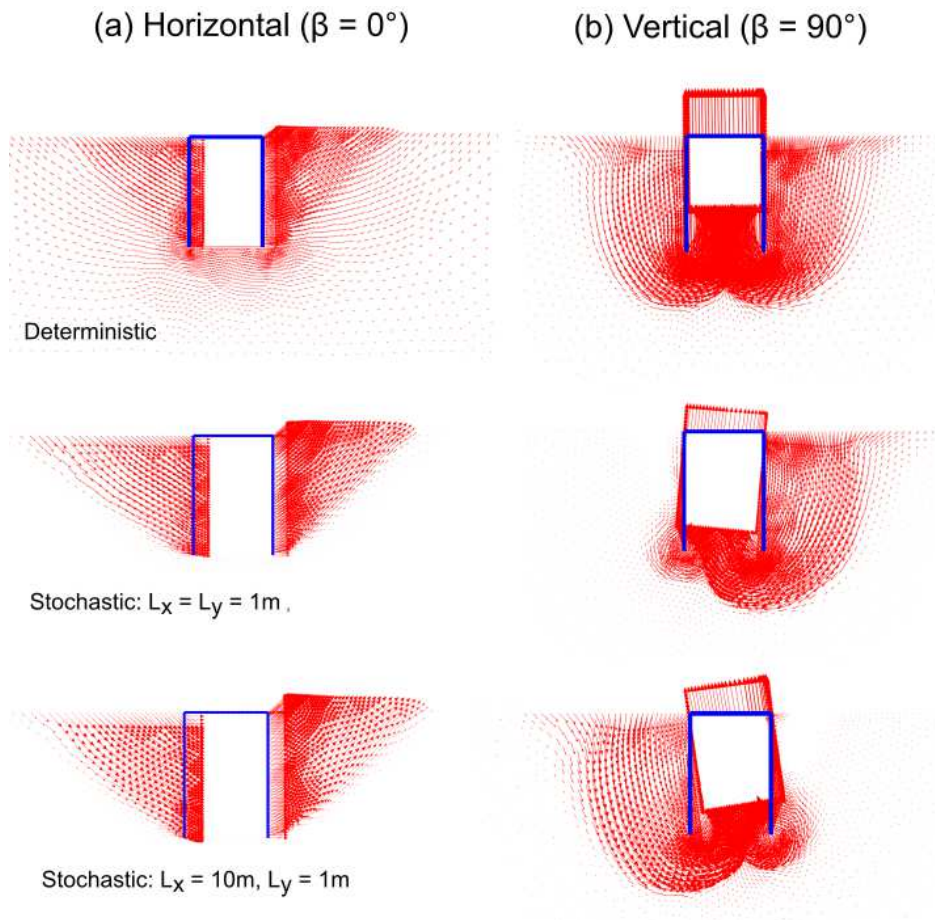 (a) Horizontal (β = 0°)
(b) Vertical (β = 90°)
Deterministic
Stochastic: Lx = Ly = 1m ,
Stochastic: Lx = 10m, Ly = 1m